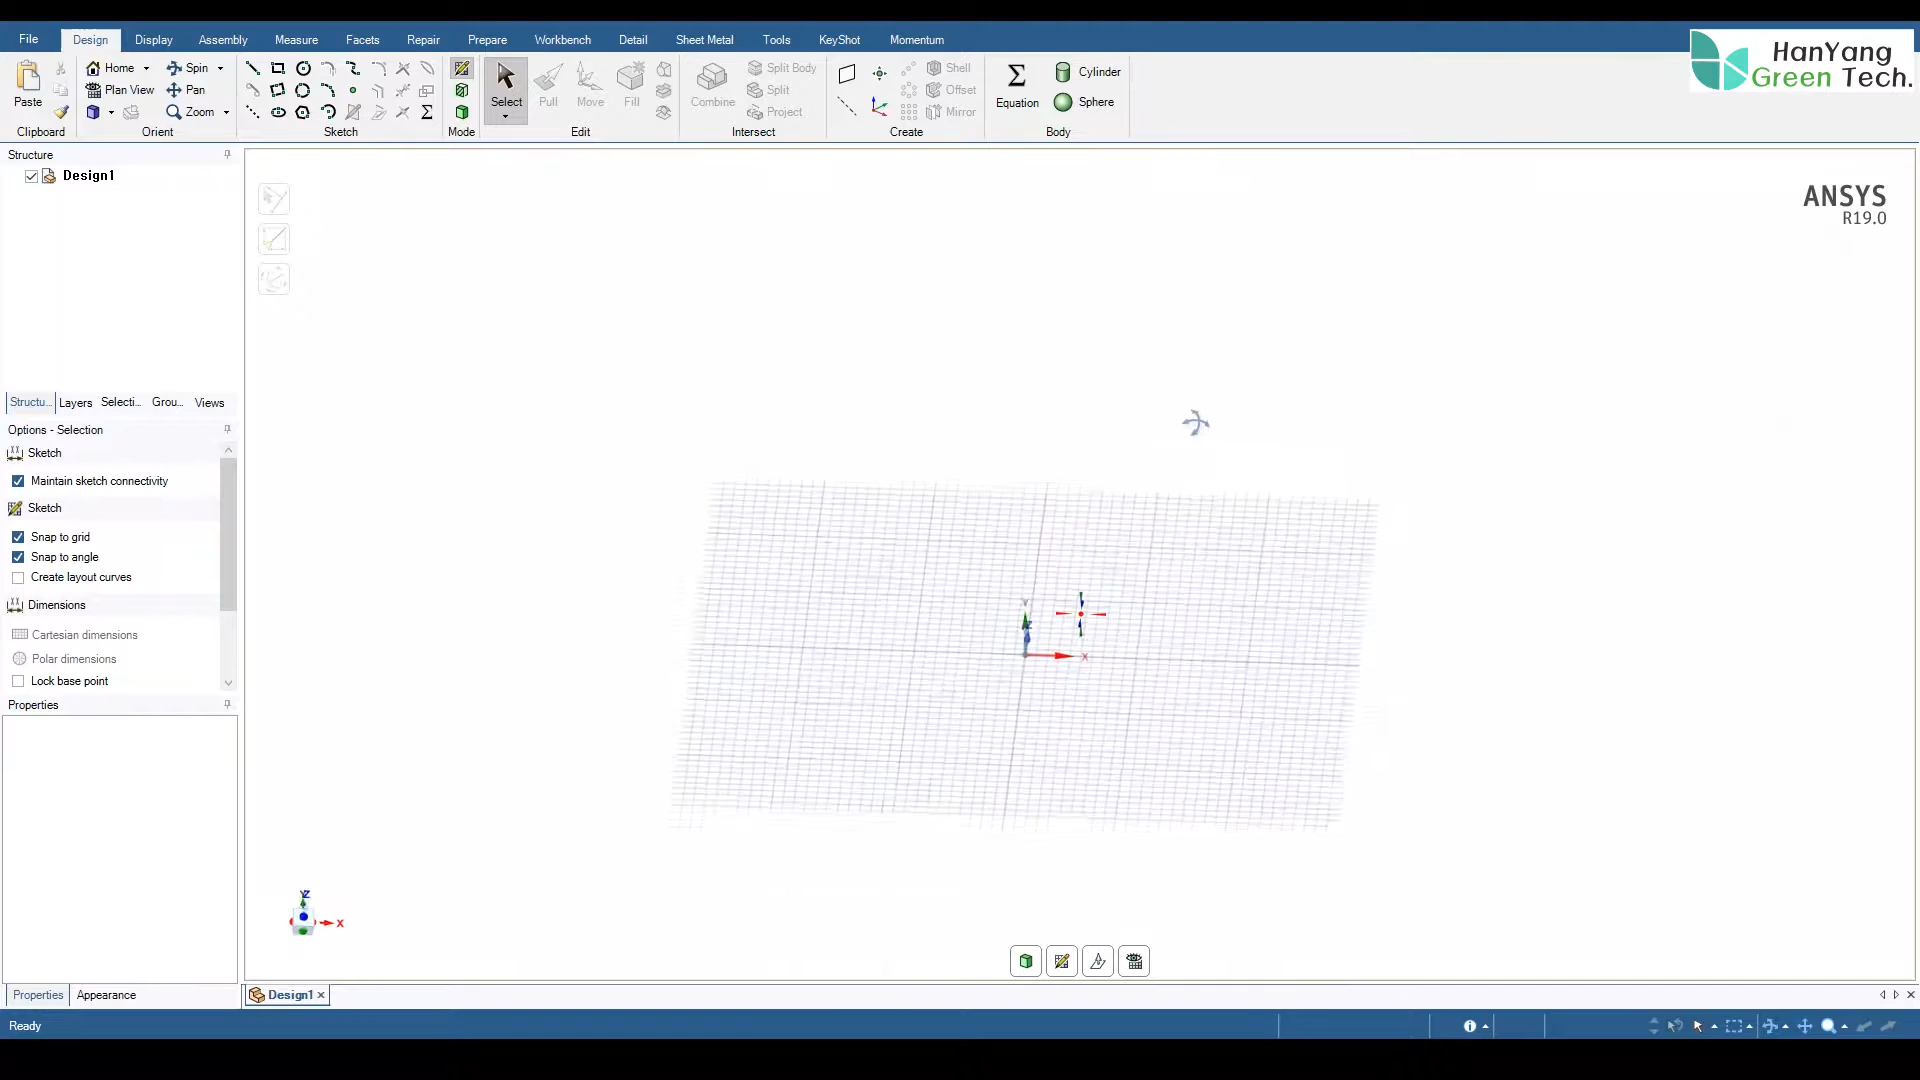 File Design Display Assembly Measure Facets Repair Prepare Workbench Detail Sheet Metal Tools KeyShot Momentum
HanYang
Green Tech.
Home Spin Split Body Shell Cylinder
Paste Plan View Pan Select Pull Move Fill Combine Split Offset Equation
Zoom Project Mirror Sphere
Clipboard Orient Sketch Mode Edit Intersect Create Body
Structure
Design1
ANSYS
R19.0
Structu... Layers Selecti... Grou... Views
Options - Selection
Sketch
Maintain sketch connectivity
Sketch
Snap to grid
Snap to angle
Create layout curves
Dimensions
Cartesian dimensions
Polar dimensions
Lock base point
Properties
Y
Z
X
Z
X
Properties Appearance
Design1
Ready